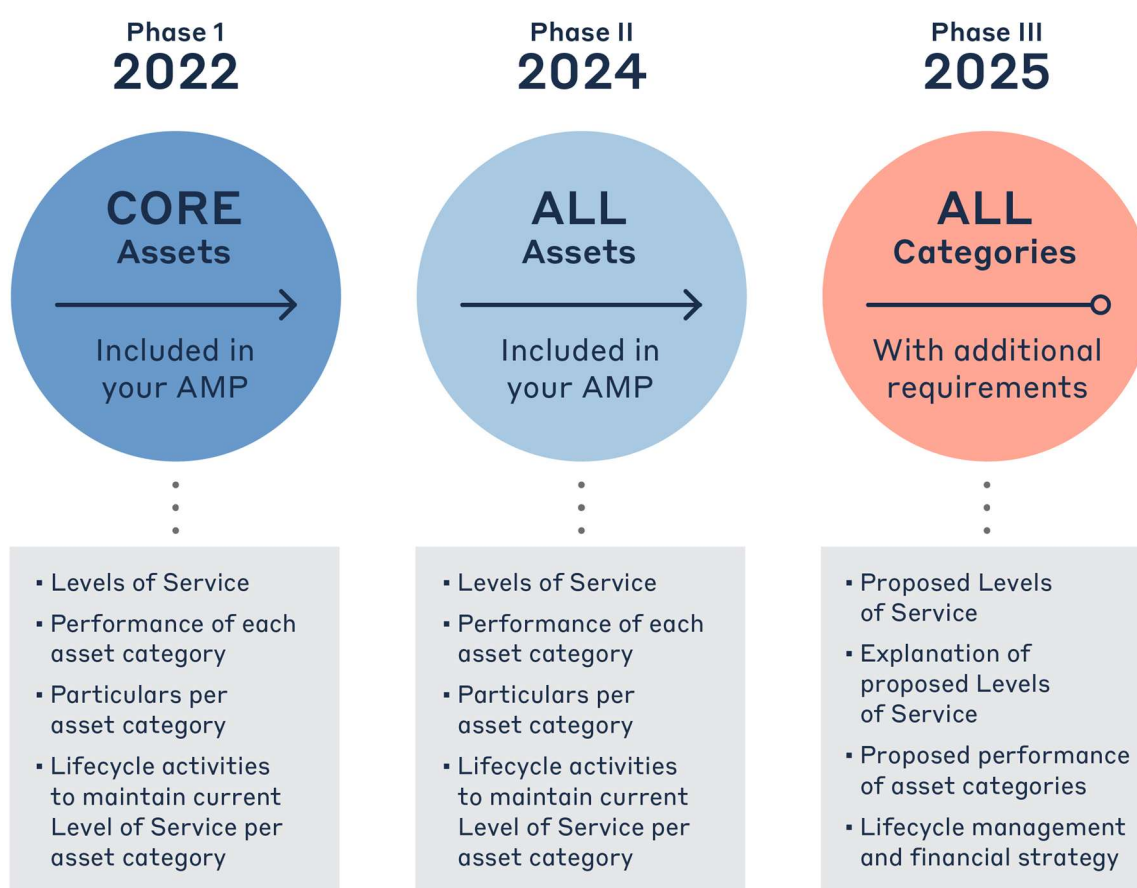 Phase 1
2022
CORE
Assets
Included in
your AMP
▪ Levels of Service
▪ Performance of each
asset category
▪ Particulars per
asset category
▪ Lifecycle activities
to maintain current
Level of Service per
asset category
Phase II
2024
ALL
Assets
Included in
your AMP
▪ Levels of Service
▪ Performance of each
asset category
▪ Particulars per
asset category
▪ Lifecycle activities
to maintain current
Level of Service per
asset category
Phase III
2025
ALL
Categories
With additional
requirements
▪ Proposed Levels
of Service
▪ Explanation of
proposed Levels
of Service
▪ Proposed performance
of asset categories
▪ Lifecycle management
and financial strategy